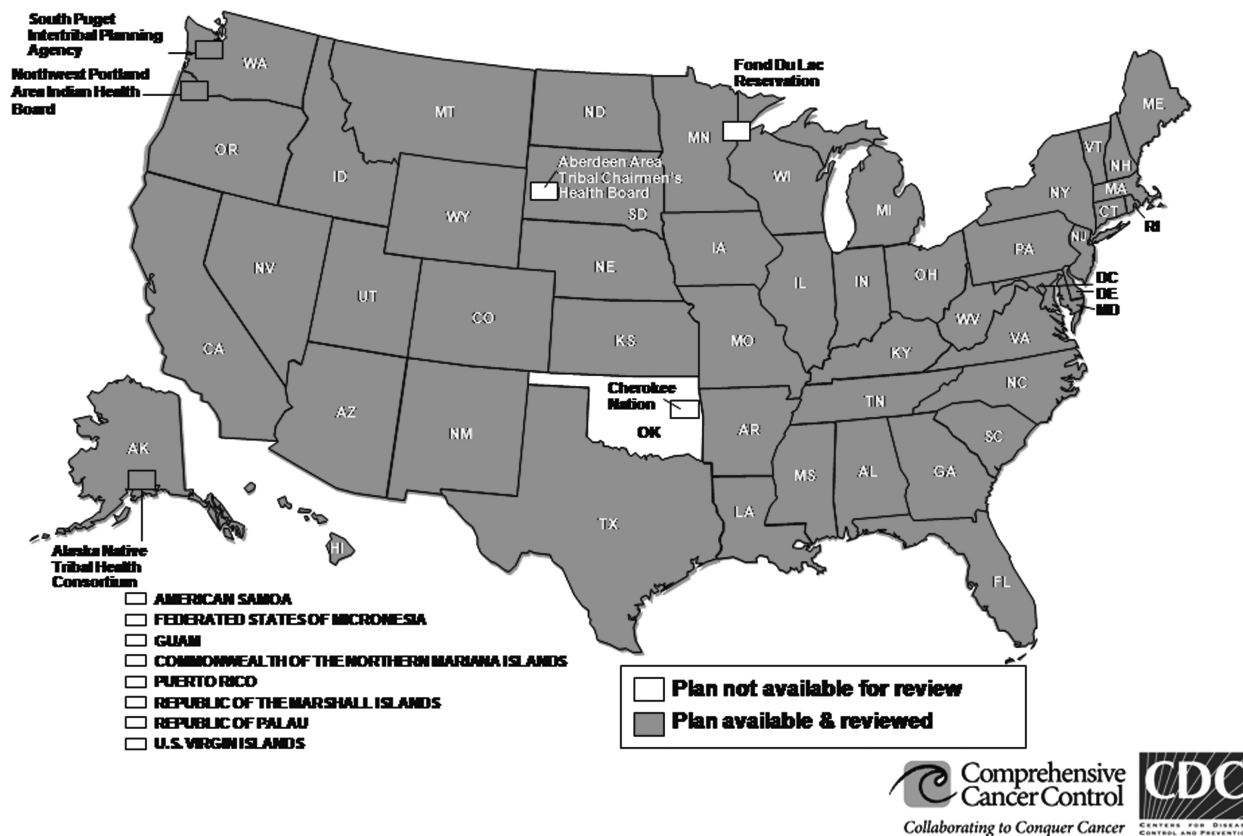 South Puget
Intertribal Planning
Agency
Northwest Portland
Area Indian Health
Board
Fond Du Lac
Reservation
WA
MT
ND
MN
ME
OR
ID
Aberdeen Area
Tribal Chairmen's
Health Board
SD
WY
WI
MI
VT
NH
NY
MA
CT
RI
NV
UT
CO
NE
IA
IL
IN
OH
PA
NJ
DC
DE
MD
CA
KS
MO
WV
VA
KY
AZ
NM
Cherokee
Nation
OK
AR
TN
NC
SC
AK
TX
LA
MS
AL
GA
FL
HI
Alaska Native
Tribal Health
Consortium
AMERICAN SAMOA
FEDERATED STATES OF MICRONESIA
GUAM
COMMONWEALTH OF THE NORTHERN MARIANA ISLANDS
PUERTO RICO
REPUBLIC OF THE MARSHALL ISLANDS
REPUBLIC OF PALAU
U.S. VIRGIN ISLANDS
Plan not available for review
Plan available & reviewed
Comprehensive
Cancer Control
Collaborating to Conquer Cancer
CDC
CENTERS FOR DISEAS
CONTROL AND PREVENTIO